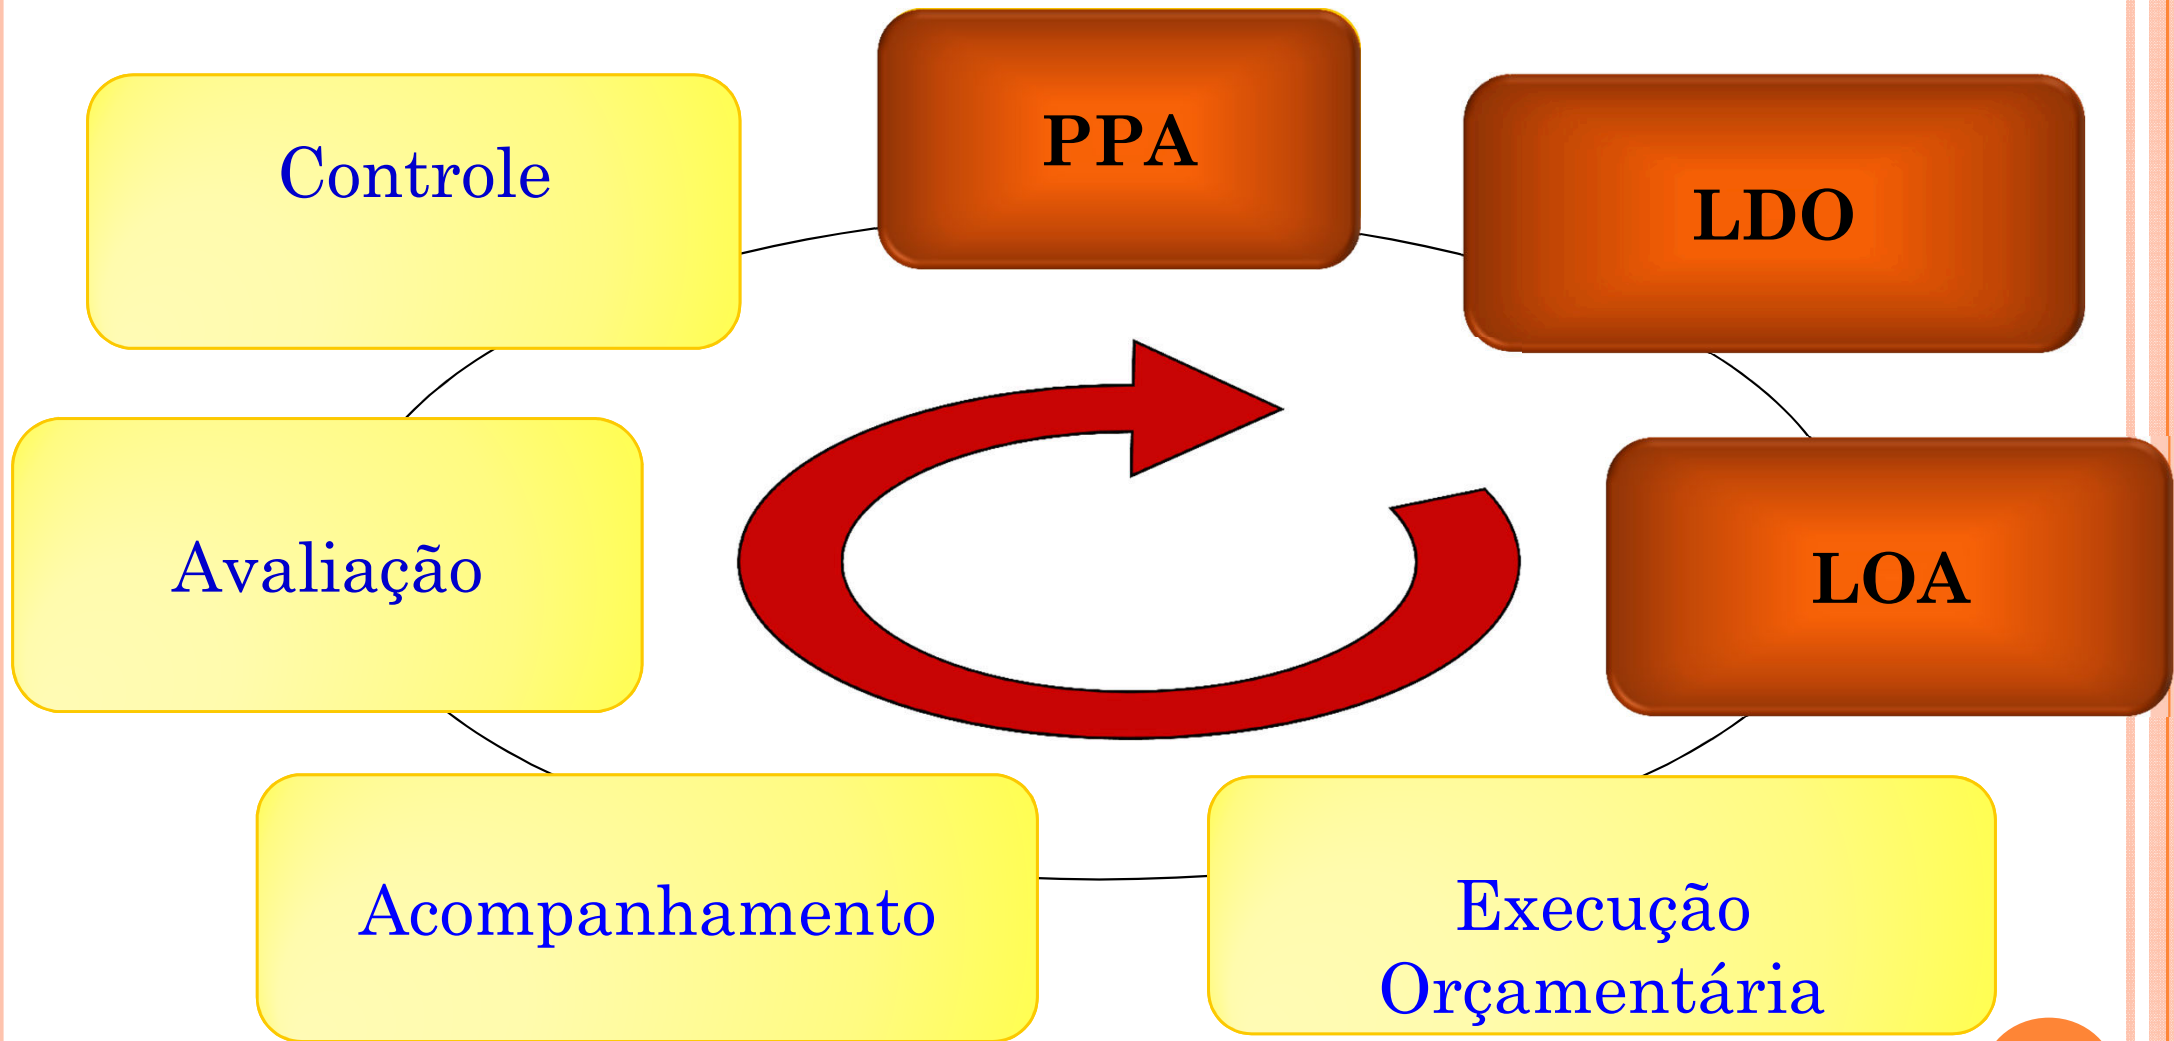 PPA
Controle
LDO
Avaliação
LOA
Acompanhamento
Execução
Orçamentária